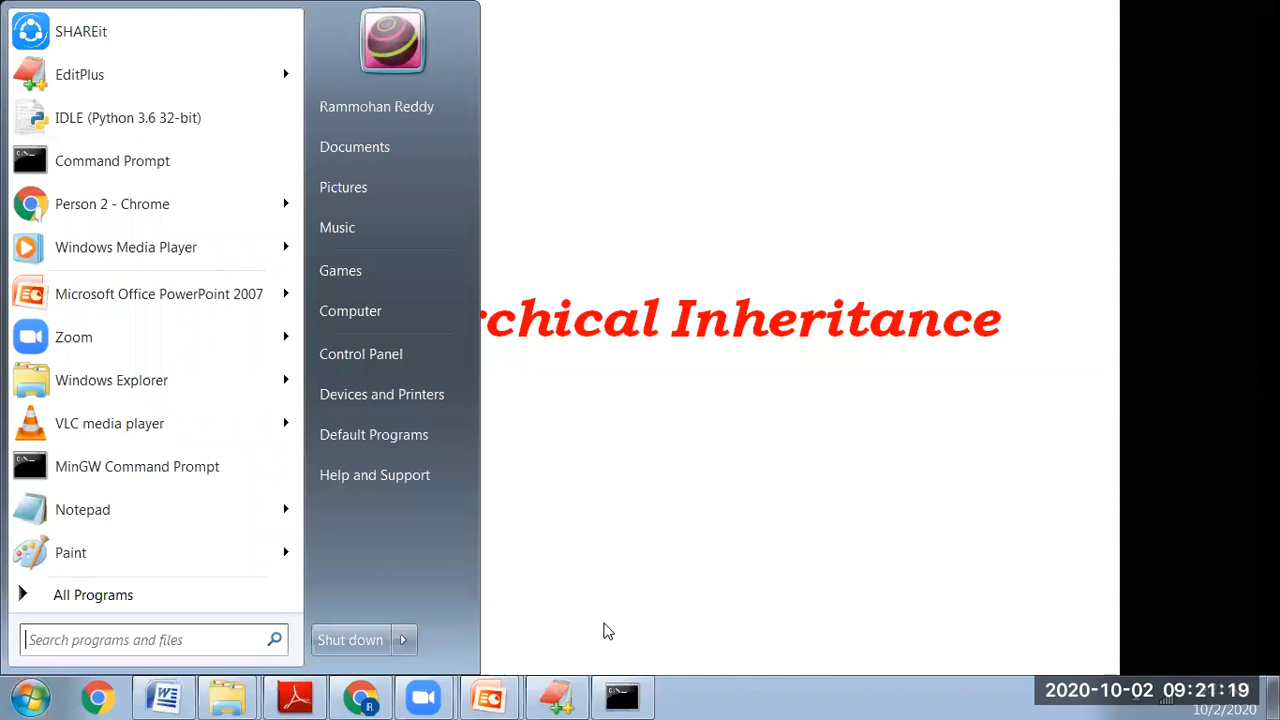 SHAREit
EditPlus
IDLE (Python 3.6 32-bit)
Command Prompt
Person 2 - Chrome
Windows Media Player
Microsoft Office PowerPoint 2007
Zoom
Windows Explorer
VLC media player
MinGW Command Prompt
Notepad
Paint
All Programs
Search programs and files
Rammohan Reddy
Documents
Pictures
Music
Games
Computer
Control Panel
Devices and Printers
Default Programs
Help and Support
Shut down
rchical Inheritance
2020-10-02 09:21:19
10/2/2020